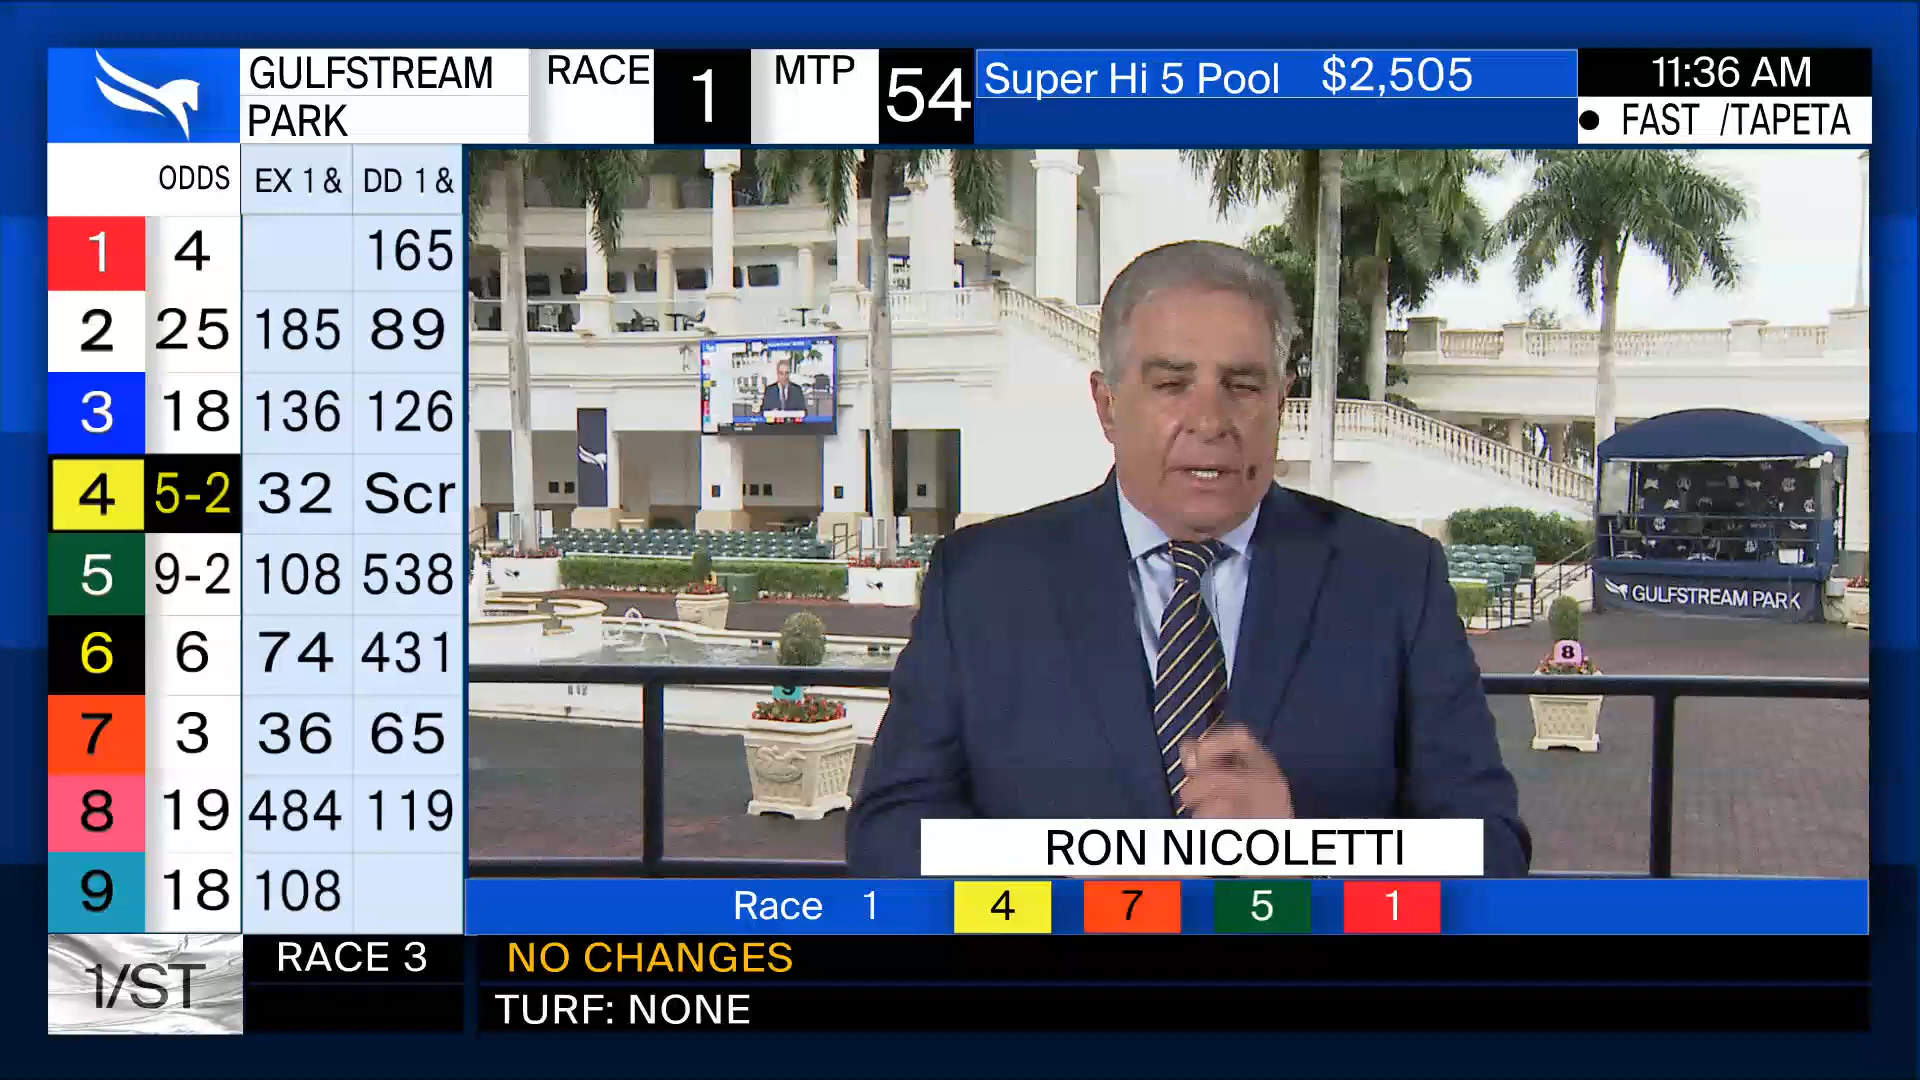 GULFSTREAM PARK
RACE 1 MTP 54
Super Hi 5 Pool $2,505
11:36 AM
FAST /TAPETA
ODDS EX 1 & DD 1 &
1 4 165
2 25 185 89
3 18 136 126
4 5-2 32 Scr
5 9-2 108 538
6 6 74 431
7 3 36 65
8 19 484 119
9 18 108
GULFSTREAM PARK
8
9
RON NICOLETTI
Race 1 4 7 5 1
1/ST
RACE 3 NO CHANGES
TURF: NONE